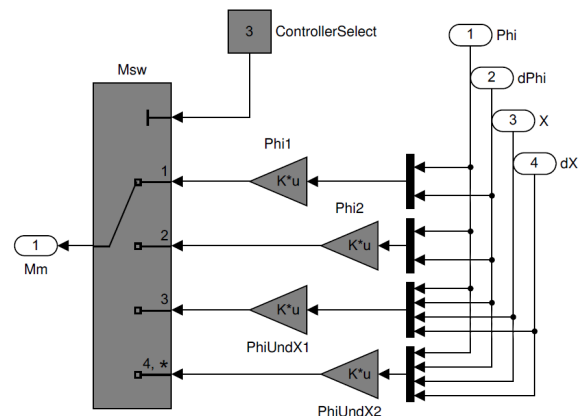 1 Phi
3 ControllerSelect
Msw
2 dPhi
3 X
Phi1
4 dX
1
K*u
Phi2
2
K*u
1
Mm
3
K*u
PhiUndX1
4, *
K*u
PhiUndX2